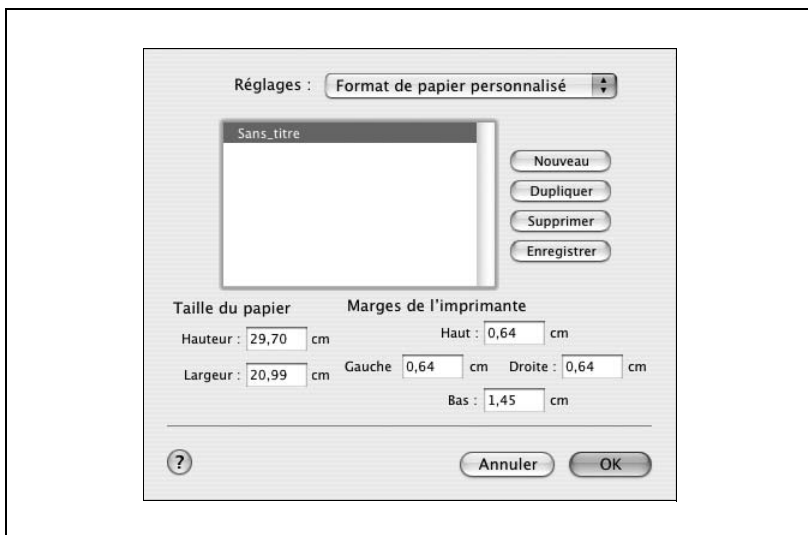 Réglages : Format de papier personnalisé
Sans_titre
Nouveau
Dupliquer
Supprimer
Enregistrer
Taille du papier
Marges de l'imprimante
Hauteur : 29,70 cm
Haut : 0,64 cm
Largeur : 20,99 cm
Gauche 0,64 cm
Droite : 0,64 cm
Bas : 1,45 cm
?
Annuler
OK